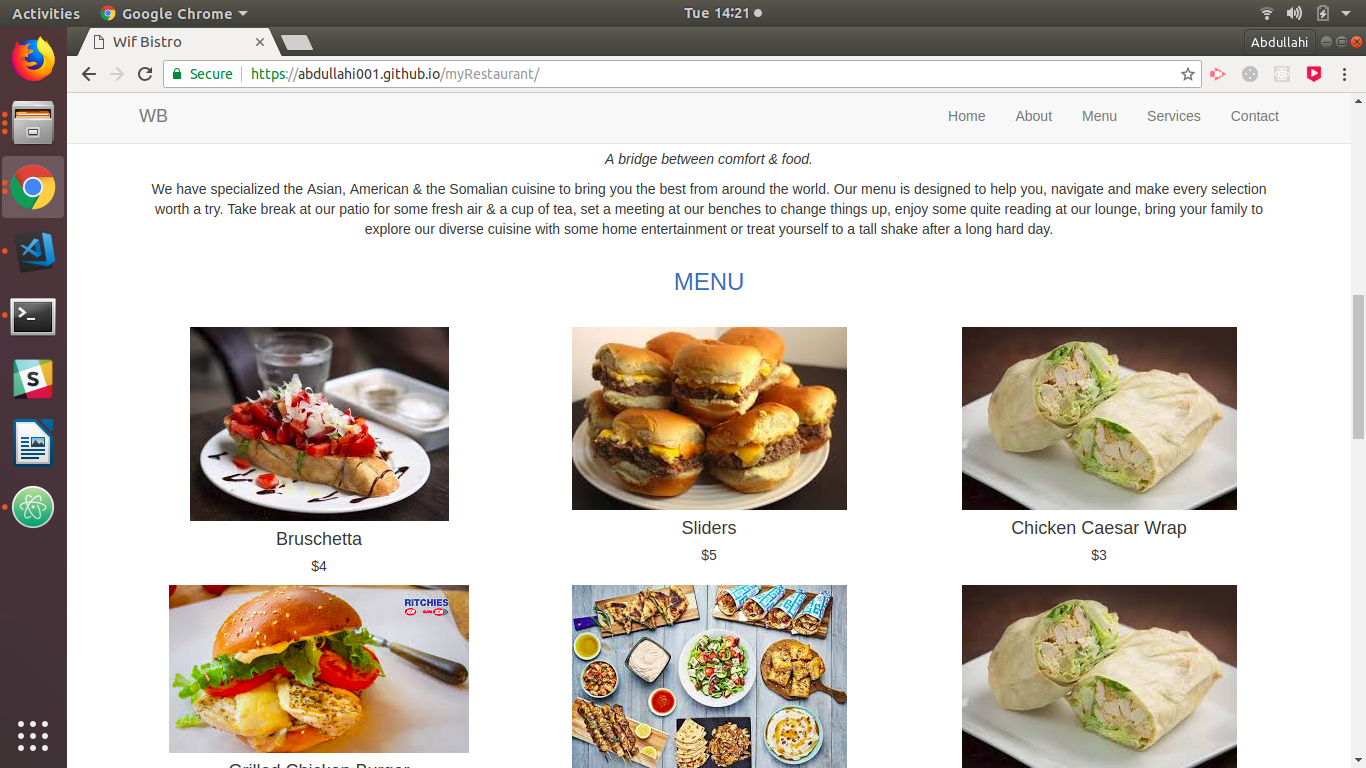 Activities Google Chrome Tue 14:21
Wif Bistro
Abdullahi
Secure https://abdullahi001.github.io/myRestaurant/
WB Home About Menu Services Contact
A bridge between comfort & food.
We have specialized the Asian, American & the Somalian cuisine to bring you the best from around the world. Our menu is designed to help you, navigate and make every selection
worth a try. Take break at our patio for some fresh air & a cup of tea, set a meeting at our benches to change things up, enjoy some quite reading at our lounge, bring your family to
explore our diverse cuisine with some home entertainment or treat yourself to a tall shake after a long hard day.
MENU
Bruschetta
$4
Sliders
$5
Chicken Caesar Wrap
$3
RITCHIES
Grilled Chicken Burger